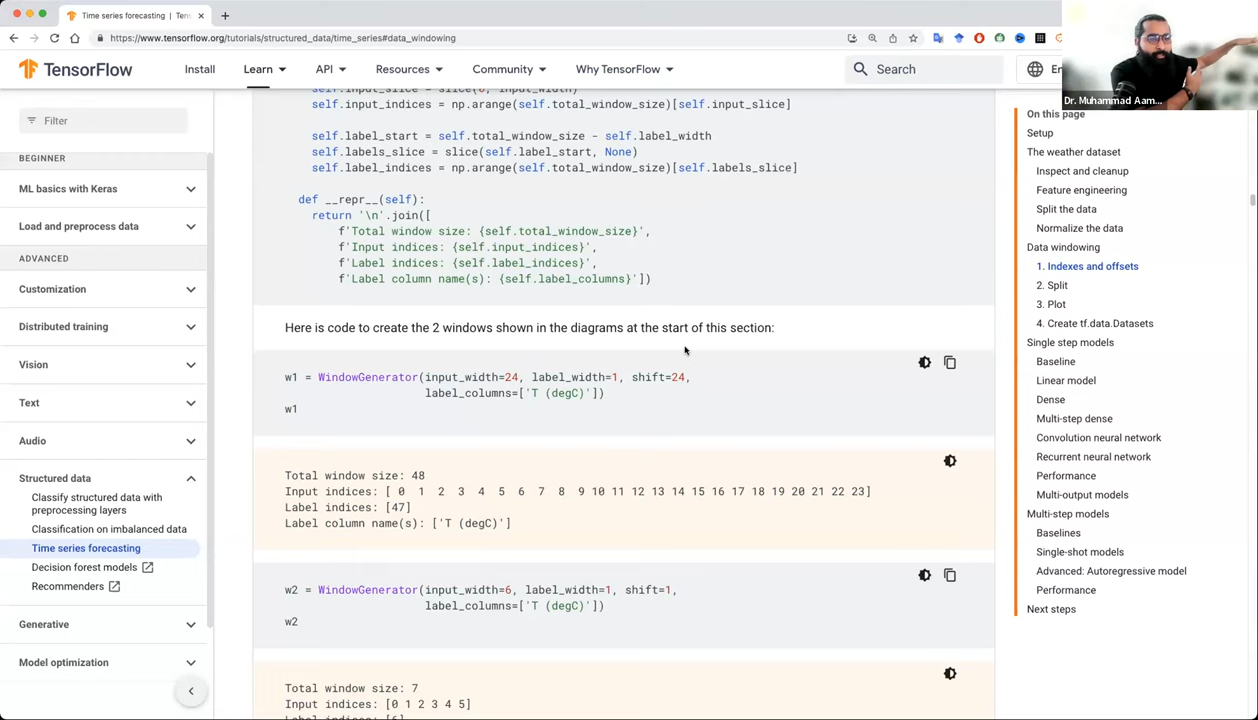 Time series forecasting | Ten
https://www.tensorflow.org/tutorials/structured_data/time_series#data_windowing
TensorFlow
Install
Learn
API
Resources
Community
Why TensorFlow
Search
Dr. Muhammad Aam...
Filter
BEGINNER
ML basics with Keras
Load and preprocess data
ADVANCED
Customization
Distributed training
Vision
Text
Audio
Structured data
Classify structured data with
preprocessing layers
Classification on imbalanced data
Time series forecasting
Decision forest models
Recommenders
Generative
Model optimization
self.input_indices = np.arange(self.total_window_size)[self.input_slice]
self.label_start = self.total_window_size - self.label_width
self.labels_slice = slice(self.label_start, None)
self.label_indices = np.arange(self.total_window_size)[self.labels_slice]
def __repr__(self):
return '\n'.join([
f'Total window size: {self.total_window_size}',
f'Input indices: {self.input_indices}',
f'Label indices: {self.label_indices}',
f'Label column name(s): {self.label_columns}'])
Here is code to create the 2 windows shown in the diagrams at the start of this section:
w1 = WindowGenerator(input_width=24, label_width=1, shift=24,
label_columns=['T (degC)'])
w1
Total window size: 48
Input indices: [ 0 1 2 3 4 5 6 7 8 9 10 11 12 13 14 15 16 17 18 19 20 21 22 23]
Label indices: [47]
Label column name(s): ['T (degC)']
w2 = WindowGenerator(input_width=6, label_width=1, shift=1,
label_columns=['T (degC)'])
w2
Total window size: 7
Input indices: [0 1 2 3 4 5]
On this page
Setup
The weather dataset
Inspect and cleanup
Feature engineering
Split the data
Normalize the data
Data windowing
1. Indexes and offsets
2. Split
3. Plot
4. Create tf.data.Datasets
Single step models
Baseline
Linear model
Dense
Multi-step dense
Convolution neural network
Recurrent neural network
Performance
Multi-output models
Multi-step models
Baselines
Single-shot models
Advanced: Autoregressive model
Performance
Next steps